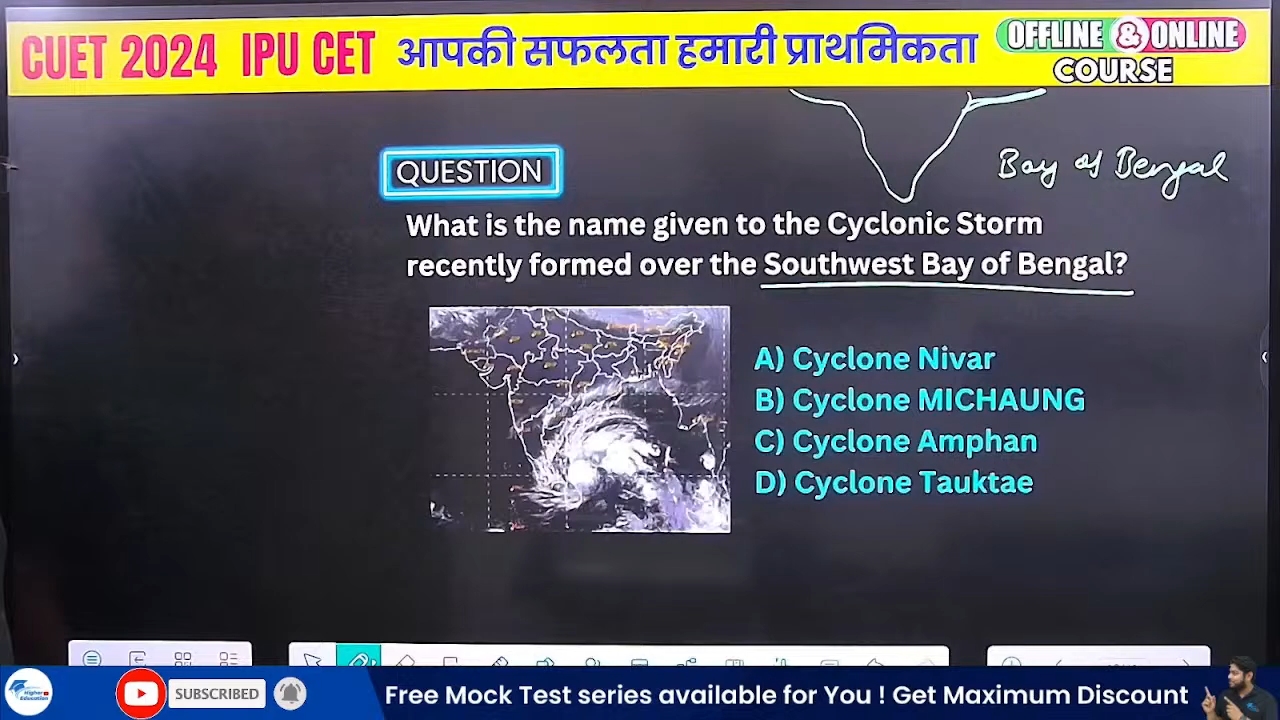 CUET 2024 IPU CET आपकी सफलता हमारी प्राथमिकता OFFLINE & ONLINE
COURSE
Bay of Bengal
QUESTION
What is the name given to the Cyclonic Storm
recently formed over the Southwest Bay of Bengal?
A) Cyclone Nivar
B) Cyclone MICHAUNG
C) Cyclone Amphan
D) Cyclone Tauktae
Higher
Education
SUBSCRIBED
Free Mock Test series available for You ! Get Maximum Discount